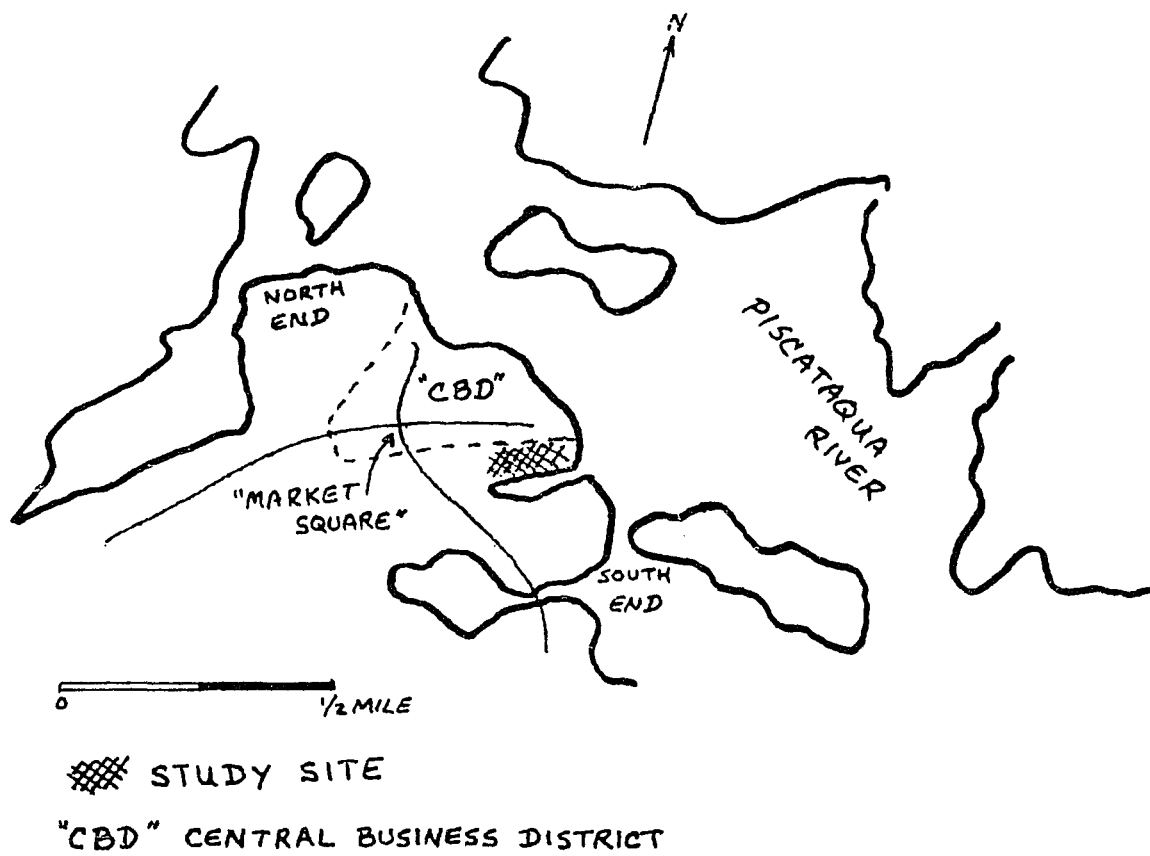 N
NORTH
END
"CBD"
PISCATAQUA
RIVER
"MARKET
SQUARE"
SOUTH
END
0
1/2 MILE
STUDY SITE
"CBD" CENTRAL BUSINESS DISTRICT